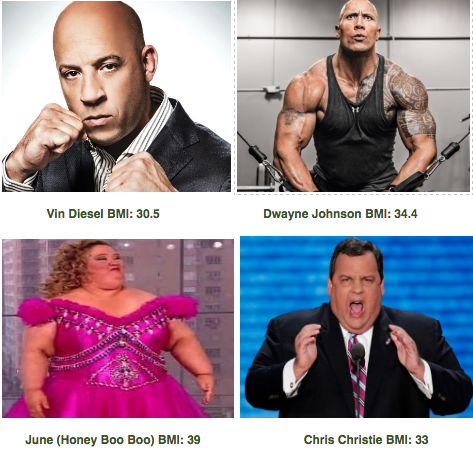 Vin Diesel BMI: 30.5
Dwayne Johnson BMI: 34.4
June (Honey Boo Boo) BMI: 39
Chris Christie BMI: 33